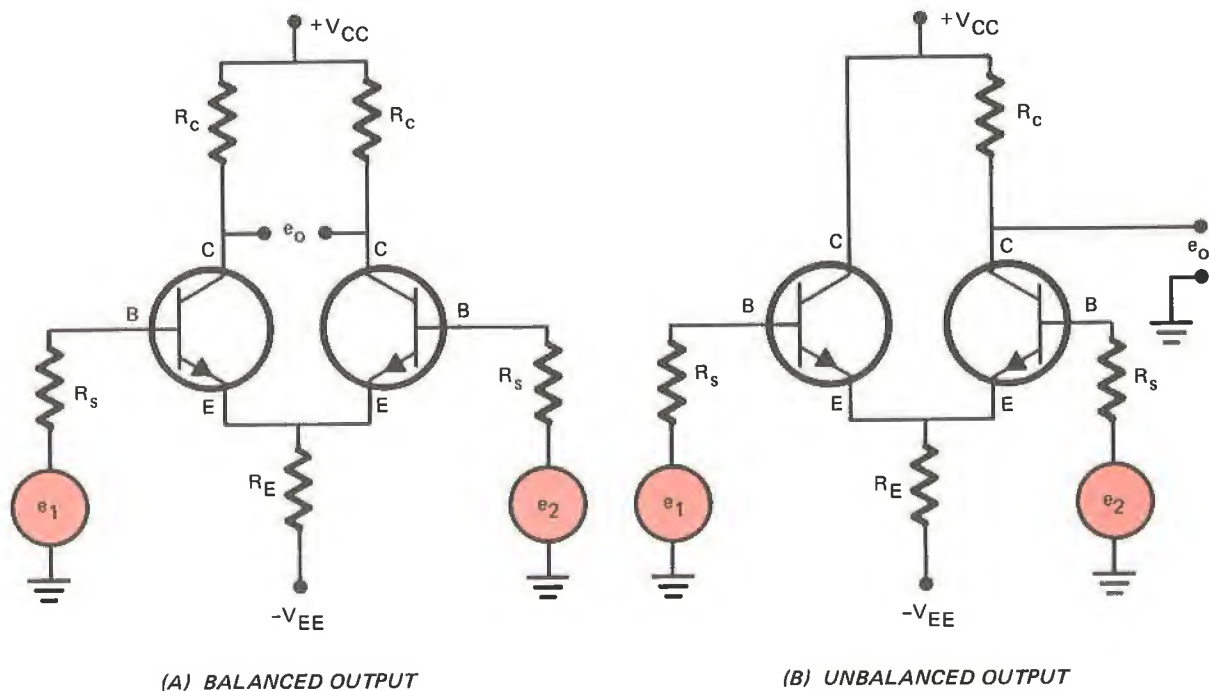 +VCC
Rc
Rc
C
eo
C
B
B
Rs
E
E
Rs
RE
e1
e2
-VEE
(A) BALANCED OUTPUT
+VCC
Rc
eo
C
C
B
B
Rs
E
E
Rs
RE
e1
e2
-VEE
(B) UNBALANCED OUTPUT